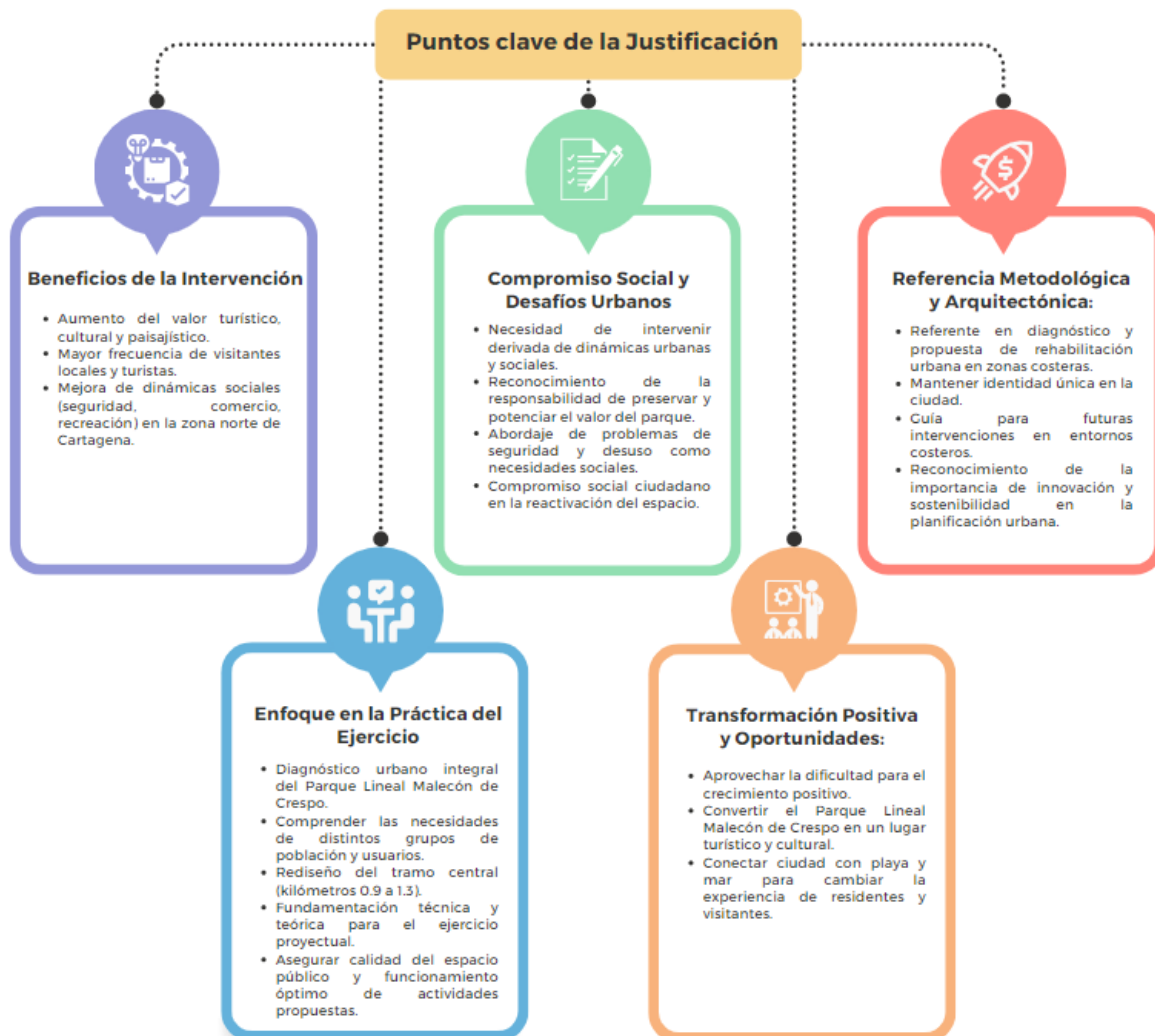 Puntos clave de la Justificación
Beneficios de la Intervención
• Aumento del valor turístico,
cultural y paisajístico.
• Mayor frecuencia de visitantes
locales y turistas.
• Mejora de dinámicas sociales
(seguridad, comercio,
recreación) en la zona norte de
Cartagena.
Compromiso Social y
Desafíos Urbanos
• Necesidad de intervenir
derivada de dinámicas urbanas
y sociales.
• Reconocimiento de la
responsabilidad de preservar y
potenciar el valor del parque.
• Abordaje de problemas de
seguridad y desuso como
necesidades sociales.
• Compromiso social ciudadano
en la reactivación del espacio.
$
Referencia Metodológica
y Arquitectónica:
• Referente en diagnóstico y
propuesta de rehabilitación
urbana en zonas costeras.
• Mantener identidad única en la
ciudad.
• Guía para futuras
intervenciones en entornos
costeros.
• Reconocimiento de la
importancia de innovación y
sostenibilidad en la
planificación urbana.
Enfoque en la Práctica del
Ejercicio
• Diagnóstico urbano integral
del Parque Lineal Malecón de
Crespo.
• Comprender las necesidades
de distintos grupos de
población y usuarios.
• Rediseño del tramo central
(kilómetros 0.9 a 1.3).
• Fundamentación técnica y
teórica para el ejercicio
proyectual.
• Asegurar calidad del espacio
público y funcionamiento
óptimo de actividades
propuestas.
Transformación Positiva
y Oportunidades:
• Aprovechar la dificultad para el
crecimiento positivo.
• Convertir el Parque Lineal
Malecón de Crespo en un lugar
turístico y cultural.
• Conectar ciudad con playa y
mar para cambiar la
experiencia de residentes y
visitantes.